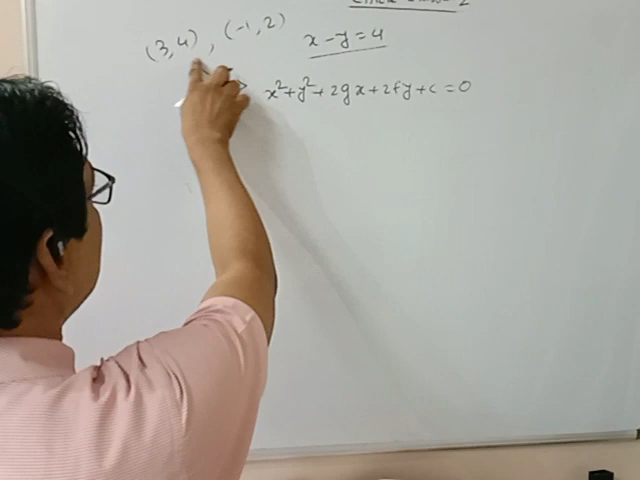 (3,4), (-1,2) x-y=4
x²+y²+2gx+2fy+c=0